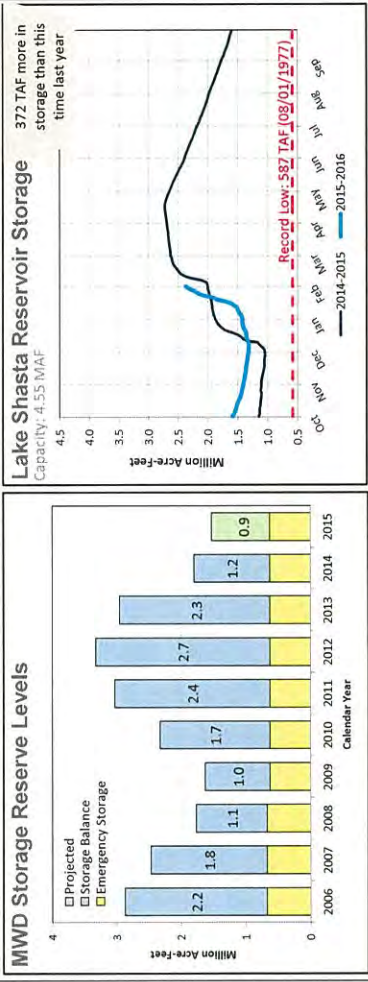 MWD Storage Reserve Levels
Million Acre-Feet
4
3
2
1
0
Projected
Storage Balance
Emergency Storage
2.2
1.8
1.1
1.0
1.7
2.4
2.7
2.3
1.2
0.9
2006 2007 2008 2009 2010 2011 2012 2013 2014 2015
Calendar Year
Lake Shasta Reservoir Storage
Capacity: 4.55 MAF
372 TAF more in
storage than this
time last year
Million Acre-Feet
4.5
4.0
3.5
3.0
2.5
2.0
1.5
1.0
0.5
Record Low: 587 TAF (08/01/1977)
Oct Nov Dec Jan Feb Mar Apr May Jun Jul Aug Sep
2014-2015 2015-2016